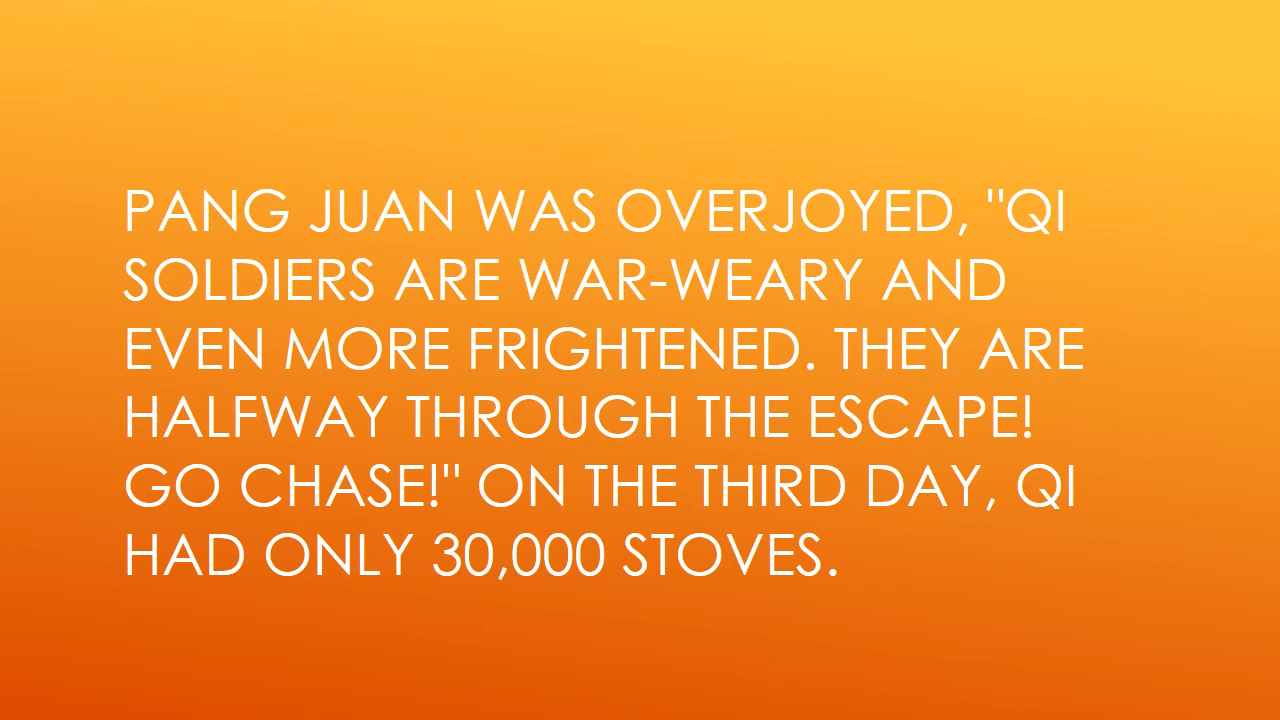 PANG JUAN WAS OVERJOYED, "QI
SOLDIERS ARE WAR-WEARY AND
EVEN MORE FRIGHTENED. THEY ARE
HALFWAY THROUGH THE ESCAPE!
GO CHASE!" ON THE THIRD DAY, QI
HAD ONLY 30,000 STOVES.